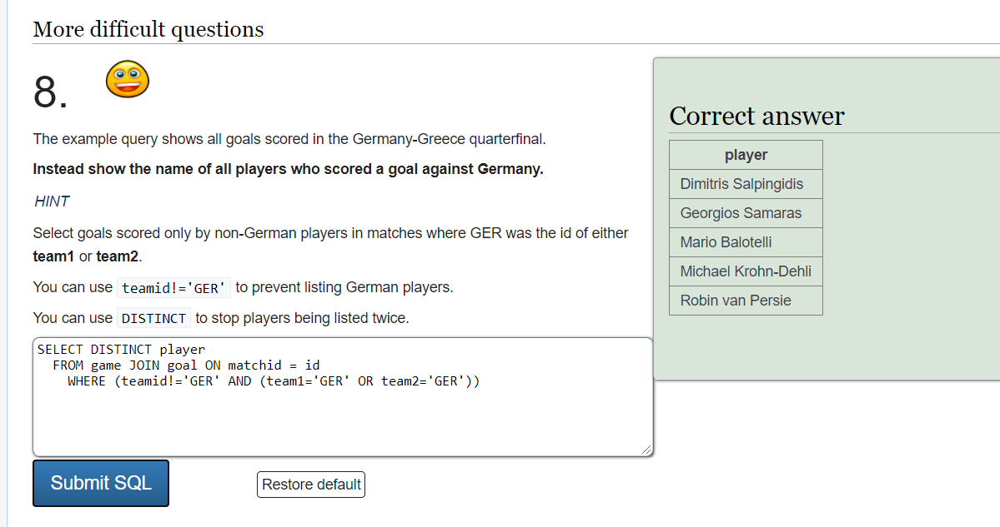 More difficult questions
8.
The example query shows all goals scored in the Germany-Greece quarterfinal.
Instead show the name of all players who scored a goal against Germany.
HINT
Select goals scored only by non-German players in matches where GER was the id of either
team1 or team2.
You can use teamid!='GER' to prevent listing German players.
You can use DISTINCT to stop players being listed twice.
SELECT DISTINCT player
FROM game JOIN goal ON matchid = id
WHERE (teamid!='GER' AND (team1='GER' OR team2='GER'))
Submit SQL
Restore default
Correct answer
player
Dimitris Salpingidis
Georgios Samaras
Mario Balotelli
Michael Krohn-Dehli
Robin van Persie